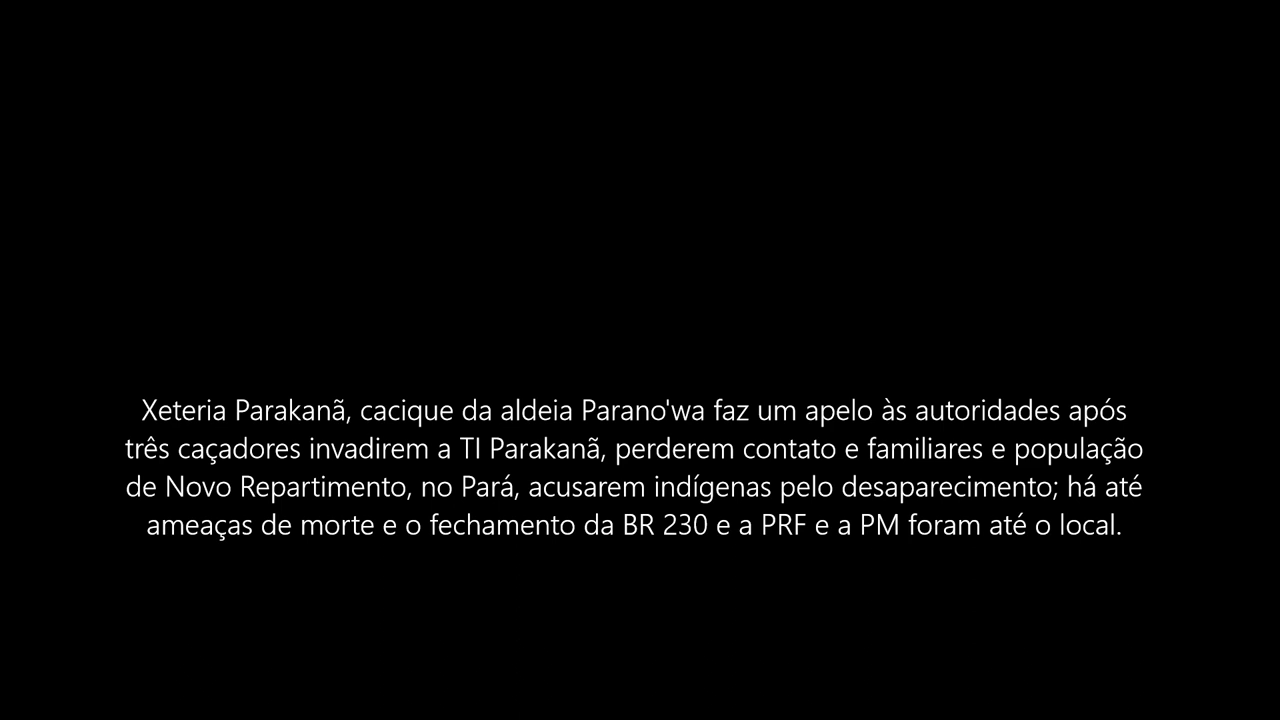 Xeteria Parakanã, cacique da aldeia Parano'wa faz um apelo às autoridades após
três caçadores invadirem a TI Parakanã, perderem contato e familiares e população
de Novo Repartimento, no Pará, acusarem indígenas pelo desaparecimento; há até
ameaças de morte e o fechamento da BR 230 e a PRF e a PM foram até o local.